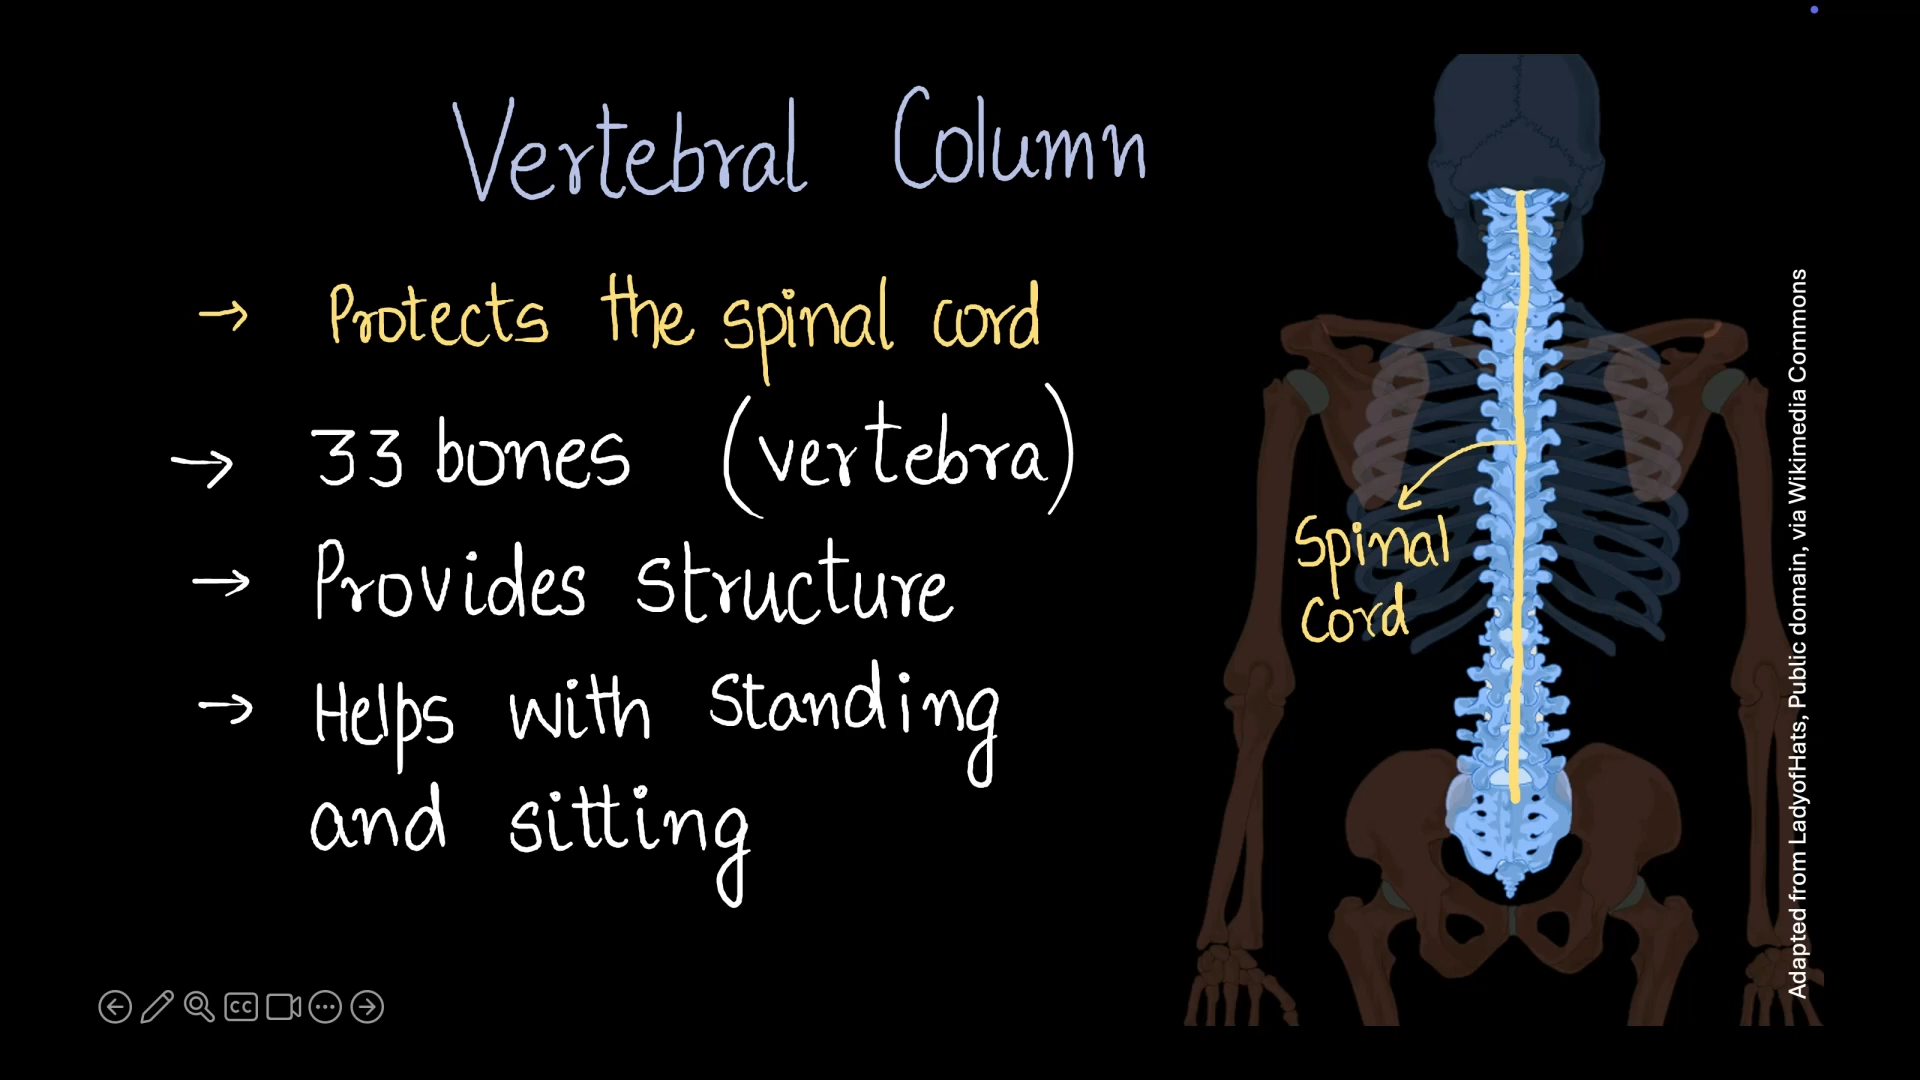 Vertebral Column
→ Protects the spinal cord
→ 33 bones (vertebra)
→ Provides structure
→ Helps with standing
and sitting
Spinal
cord
Adapted from LadyofHats, Public domain, via Wikimedia Commons
CC